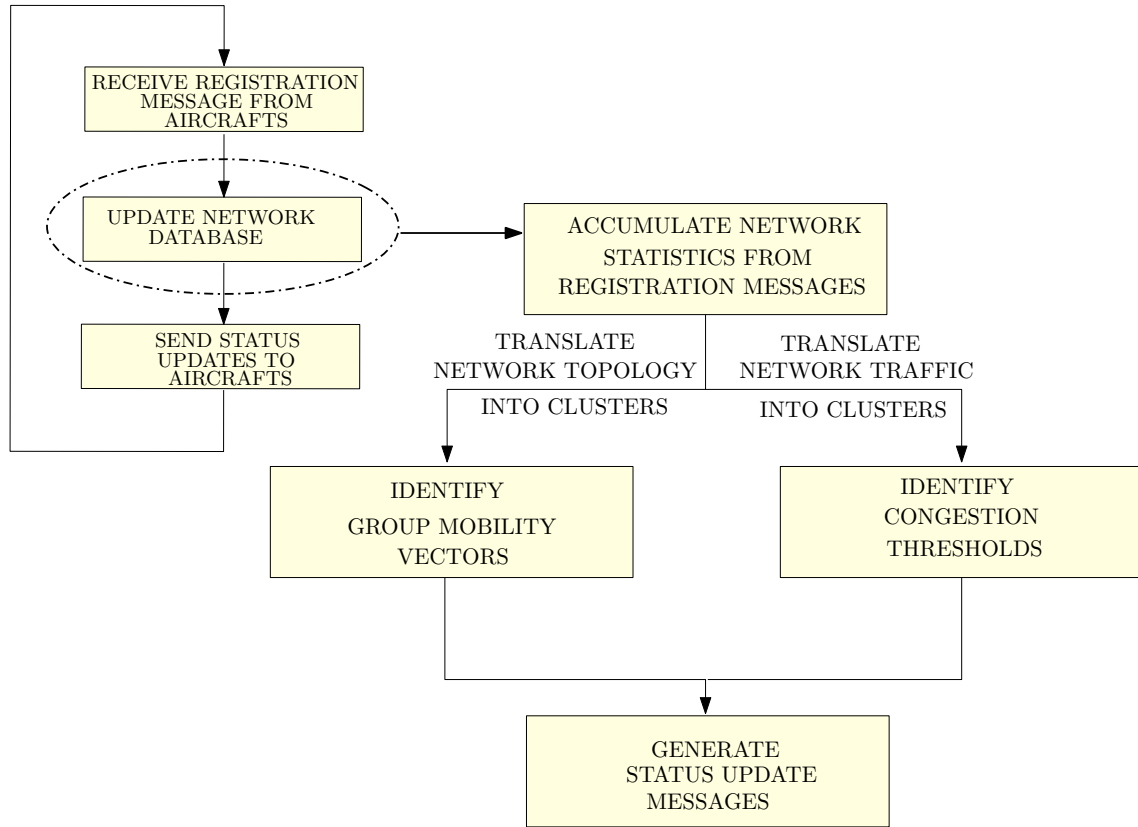 RECEIVE REGISTRATION
MESSAGE FROM
AIRCRAFTS
UPDATE NETWORK
DATABASE
SEND STATUS
UPDATES TO
AIRCRAFTS
ACCUMULATE NETWORK
STATISTICS FROM
REGISTRATION MESSAGES
TRANSLATE
NETWORK TOPOLOGY
INTO CLUSTERS
TRANSLATE
NETWORK TRAFFIC
INTO CLUSTERS
IDENTIFY
GROUP MOBILITY
VECTORS
IDENTIFY
CONGESTION
THRESHOLDS
GENERATE
STATUS UPDATE
MESSAGES